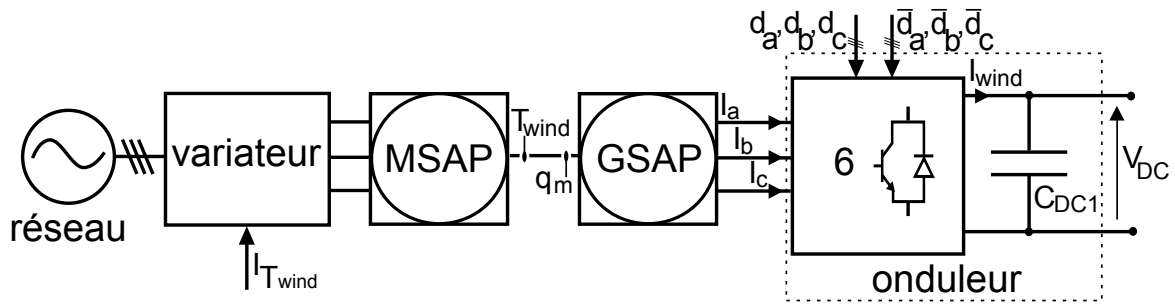 d_a,d_b,d_c d̅_a,d̅_b,d̅_c
I_wind
variateur
MSAP
T_wind
q_m
GSAP
I_a
I_b
I_c
6
C_DC1
V_DC
réseau
I_Twind
onduleur